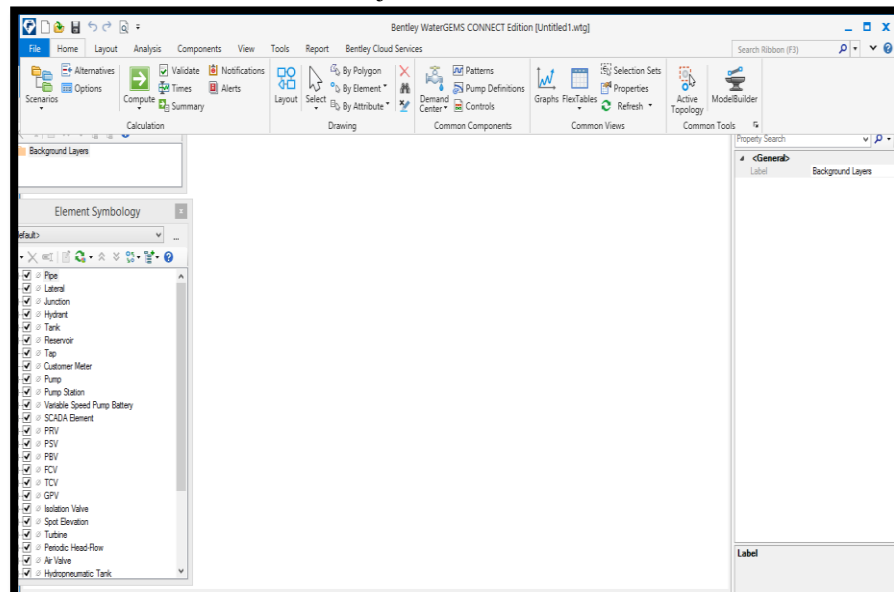 Bentley WaterGEMS CONNECT Edition [Untitled1.wtg]
File Home Layout Analysis Components View Tools Report Bentley Cloud Services Search Ribbon (F3)
Scenarios
Alternatives
Options
Compute
Validate
Times
Summary
Notifications
Alerts
Calculation
Layout
Select
By Polygon
By Element
By Attribute
Drawing
Demand
Center
Patterns
Pump Definitions
Controls
Common Components
Graphs
FlexTables
Selection Sets
Properties
Refresh
Common Views
Active
Topology
ModelBuilder
Common Tools
Background Layers
Element Symbology
efault>
Pipe
Lateral
Junction
Hydrant
Tank
Reservoir
Tap
Customer Meter
Pump
Pump Station
Variable Speed Pump Battery
SCADA Element
PRV
PSV
PBV
FCV
TCV
GPV
Isolation Valve
Spot Elevation
Turbine
Periodic Head-Flow
Air Valve
Hydropneumatic Tank
Property Search
<General>
Label Background Layers
Label